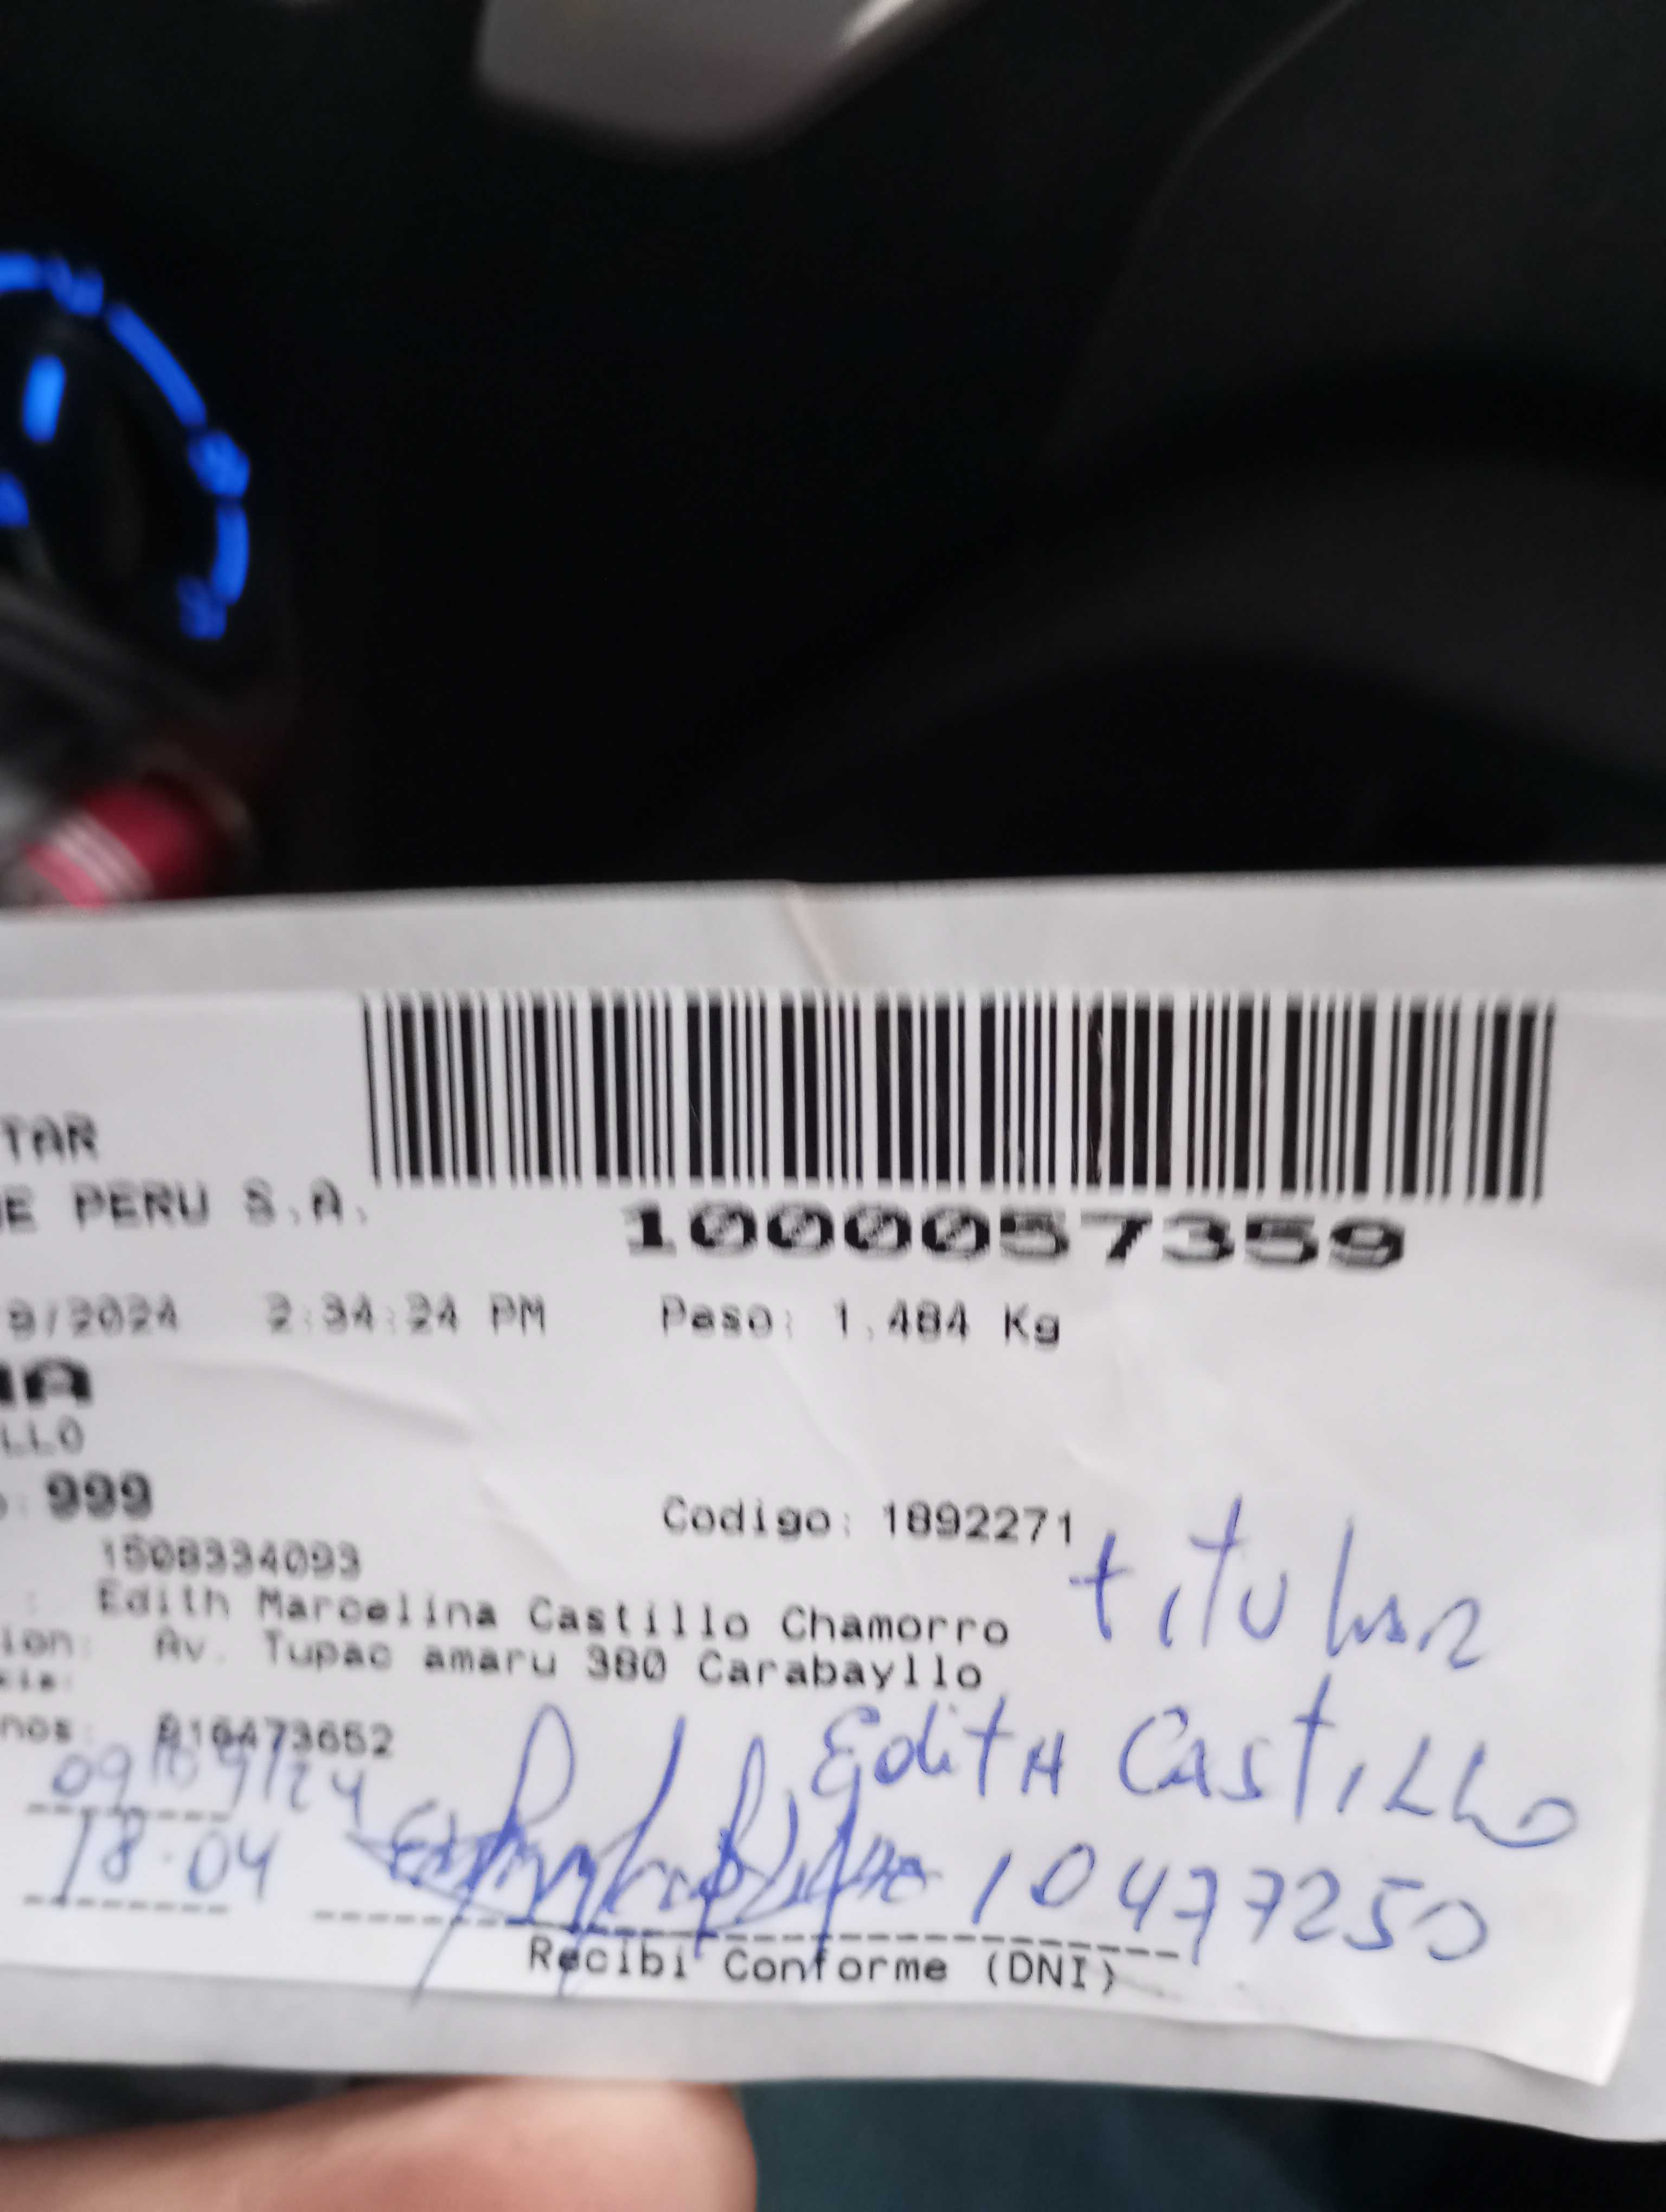 TAR
E PERU S.A.
1000057359
9/2024 2:34:24 PM Peso: 1.484 Kg
NA
LLO
: 999
Codigo: 1892271
1508334093
: Edith Marcelina Castillo Chamorro
titular
ion: Av. Tupac amaru 380 Carabayllo
nos: 916473652
Edith Castillo
09/09/24
18:04
10477250
Recibi Conforme (DNI)